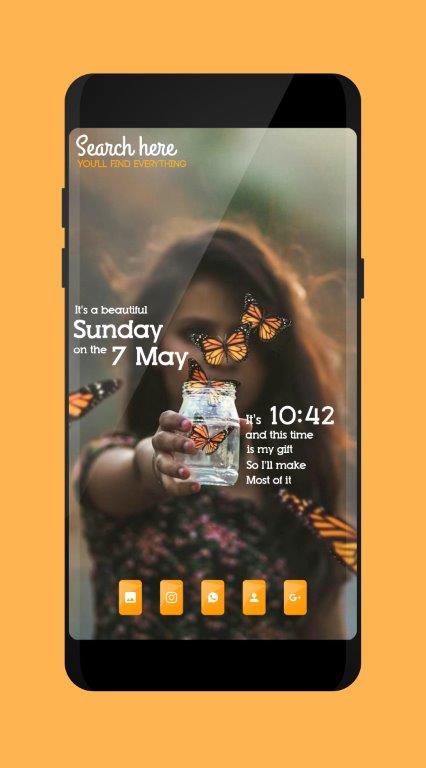 Search here
YOU'LL FIND EVERYTHING
It's a beautiful
Sunday
on the 7 May
It's 10:42
and this time
is my gift
So I'll make
Most of it
G+